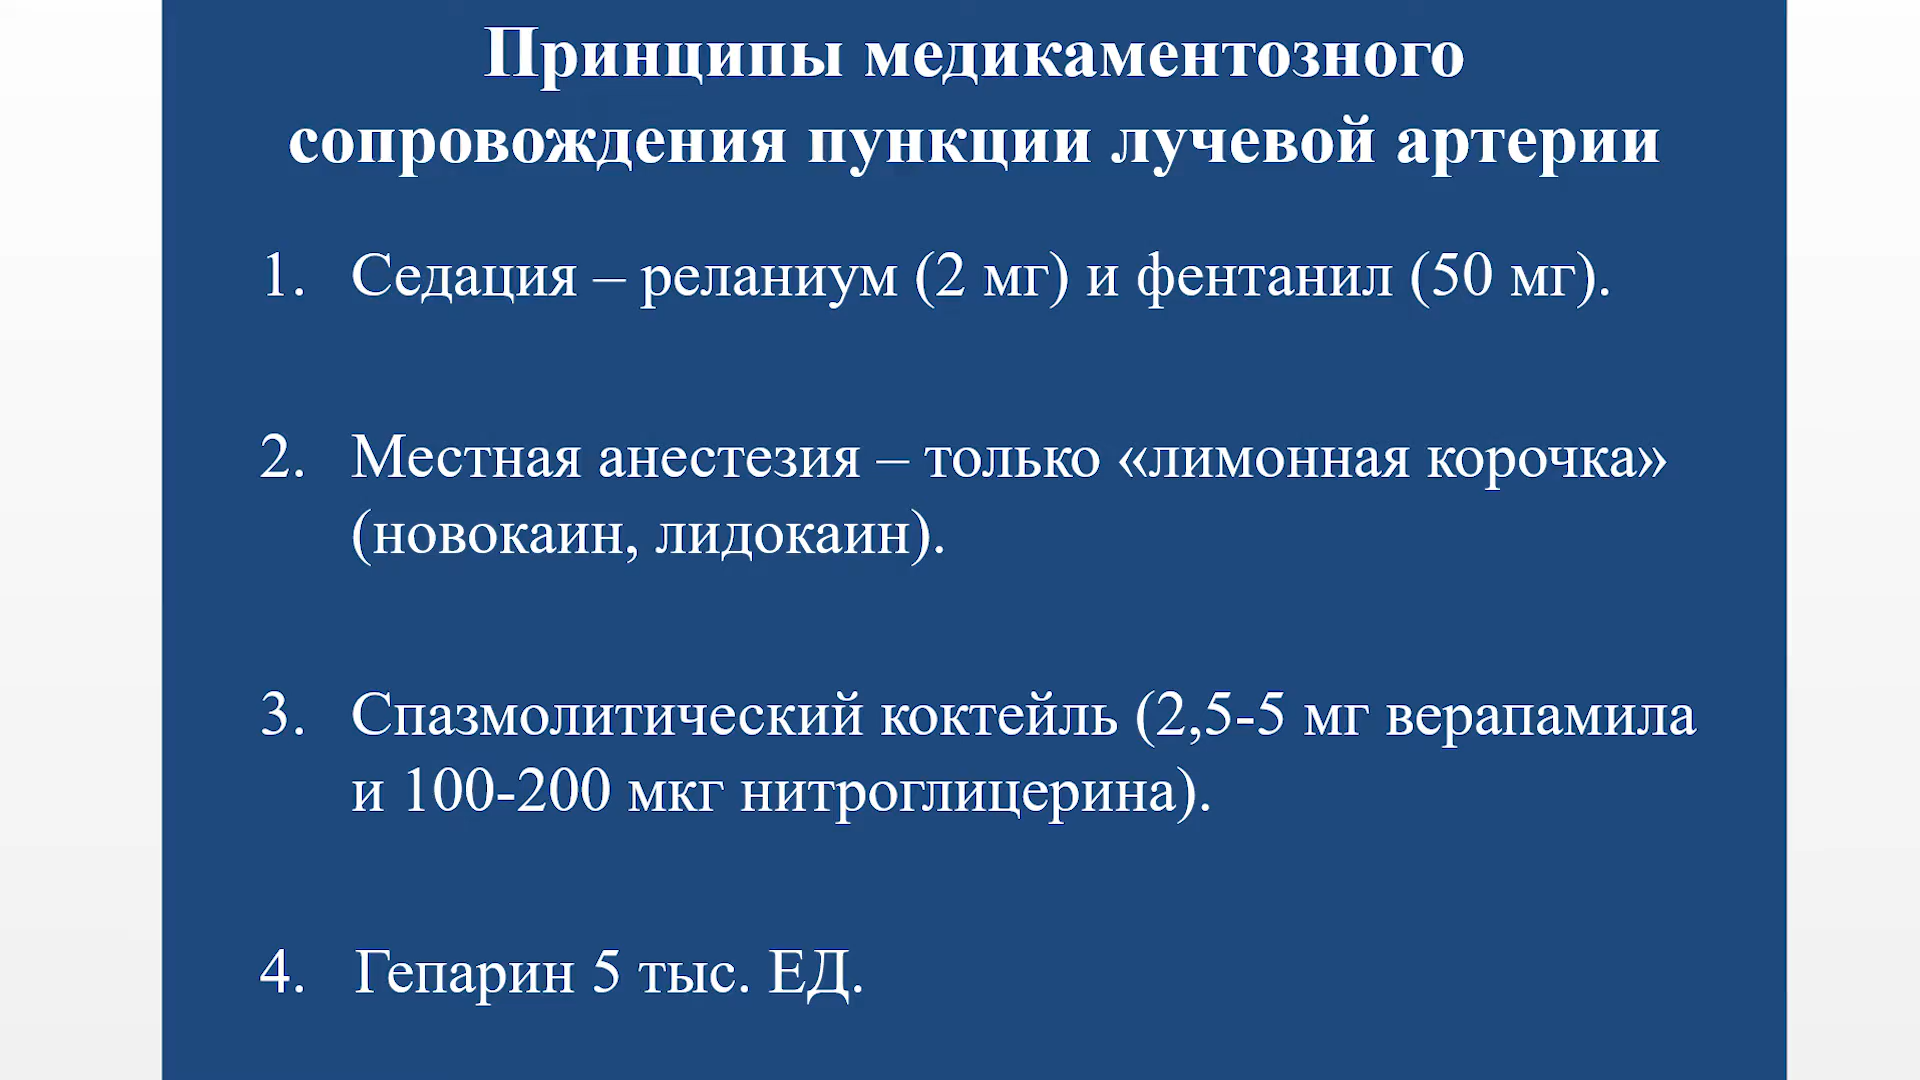 Принципы медикаментозного
сопровождения пункции лучевой артерии
1. Седация – реланиум (2 мг) и фентанил (50 мг).
2. Местная анестезия – только «лимонная корочка»
(новокаин, лидокаин).
3. Спазмолитический коктейль (2,5-5 мг верапамила
и 100-200 мкг нитроглицерина).
4. Гепарин 5 тыс. ЕД.